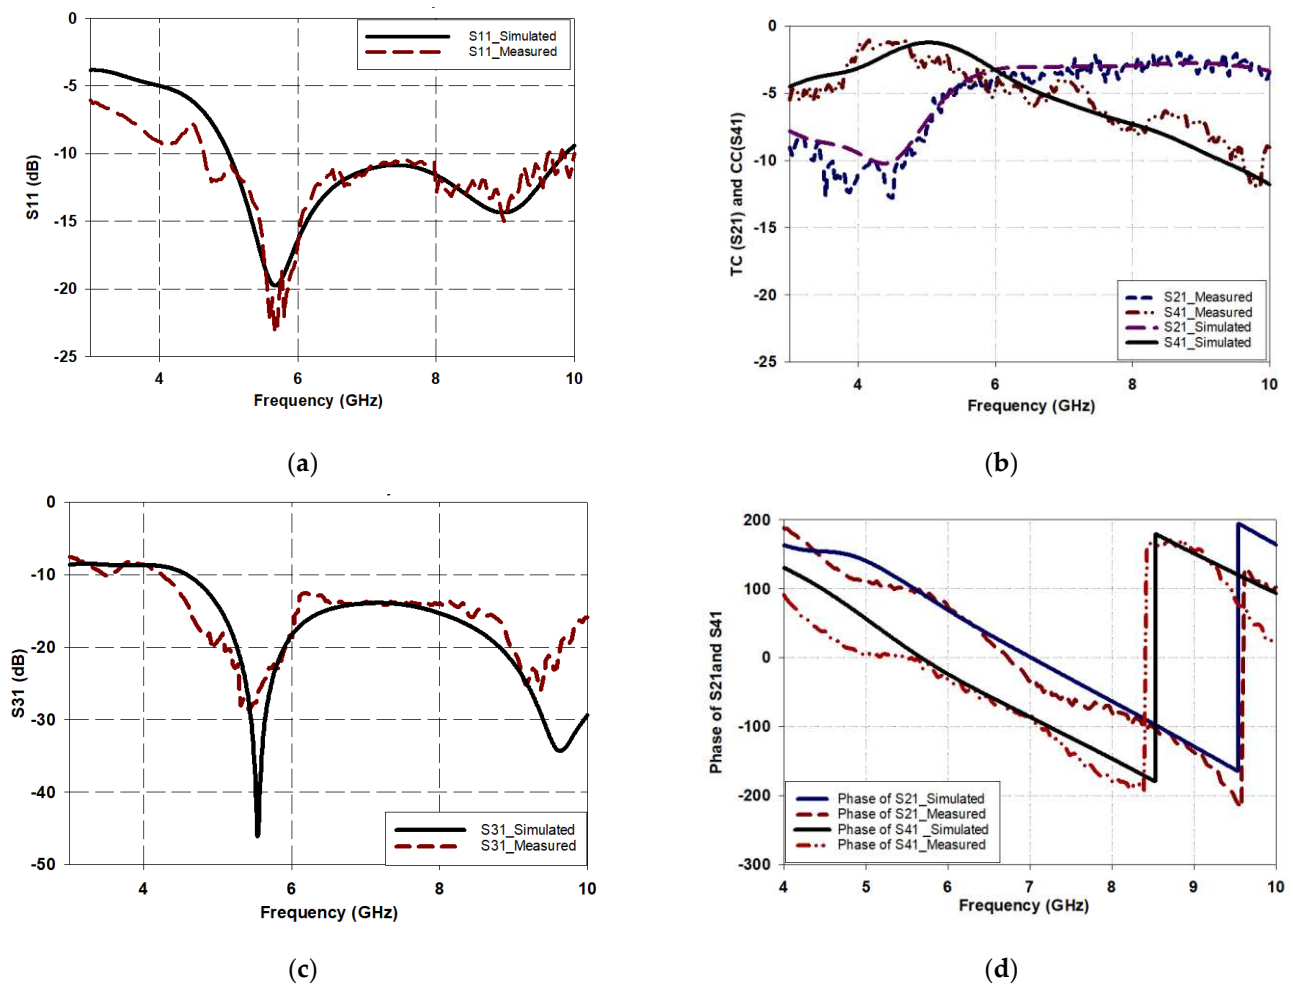 0
-5
-10
-15
-20
-25
S11 (dB)
S11_Simulated
S11_Measured
4
6
8
10
Frequency (GHz)
(a)
0
-5
-10
-15
-20
-25
TC (S21) and CC(S41)
S21_Measured
S41_Measured
S21_Simulated
S41_Simulated
4
6
8
10
Frequency (GHz)
(b)
0
-10
-20
-30
-40
-50
S31 (dB)
S31_Simulated
S31_Measured
4
6
8
10
Frequency (GHz)
(c)
200
100
0
-100
-200
-300
Phase of S21and S41
Phase of S21_Simulated
Phase of S21_Measured
Phase of S41 _Simulated
Phase of S41_Measured
4
5
6
7
8
9
10
Frequency (GHz)
(d)